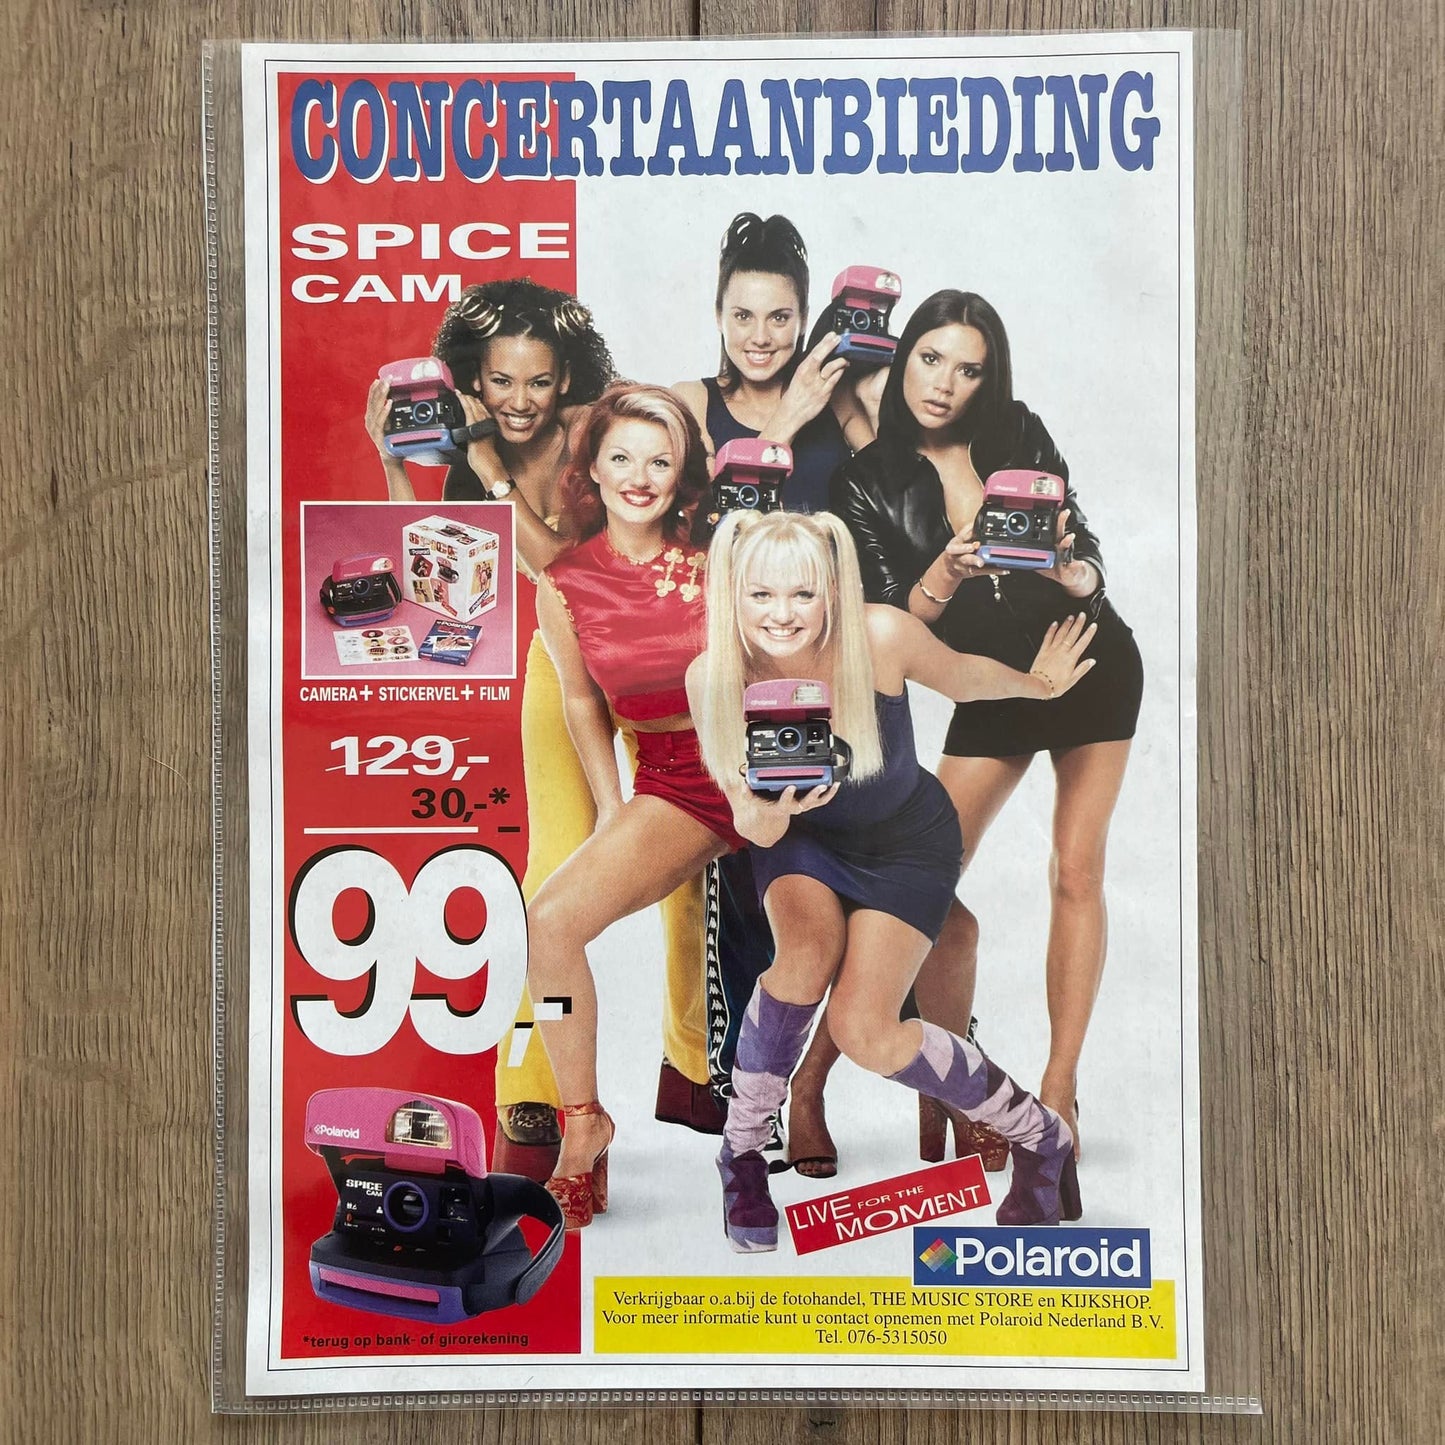 CONCERTAANBIEDING
SPICE
CAM
CAMERA+ STICKERVEL+ FILM
129,-
30,-*
99,-
Polaroid
SPICE
CAM
*terug op bank- of girorekening
LIVE FOR THE
MOMENT
Polaroid
Verkrijgbaar o.a.bij de fotohandel, THE MUSIC STORE en KIJKSHOP.
Voor meer informatie kunt u contact opnemen met Polaroid Nederland B.V.
Tel. 076-5315050